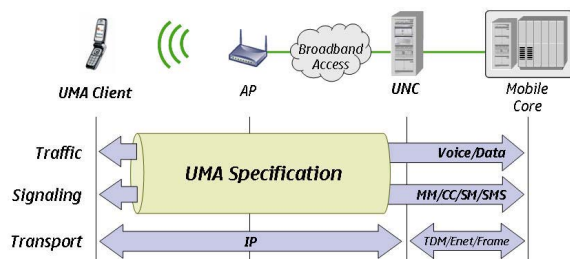 Broadband
Access
UMA Client
AP
UNC
Mobile
Core
Traffic
UMA Specification
Voice/Data
Signaling
MM/CC/SM/SMS
Transport
IP
TDM/Enet/Frame